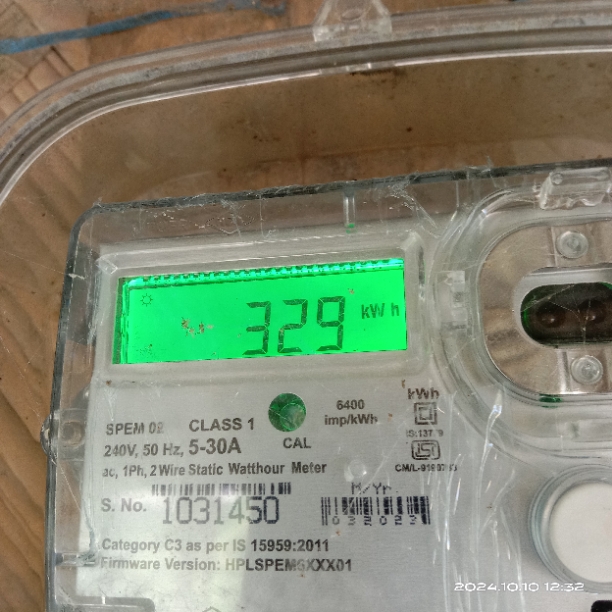 329 kWh
kWh
6400
imp/kWh
SPEM 02 CLASS 1
240V, 50 Hz, 5-30A
CAL
ac, 1Ph, 2 Wire Static Watthour Meter
M/Yr
S. No. 1031450
032023
Category C3 as per IS 15959:2011
Firmware Version:
2024.10.10 12:32